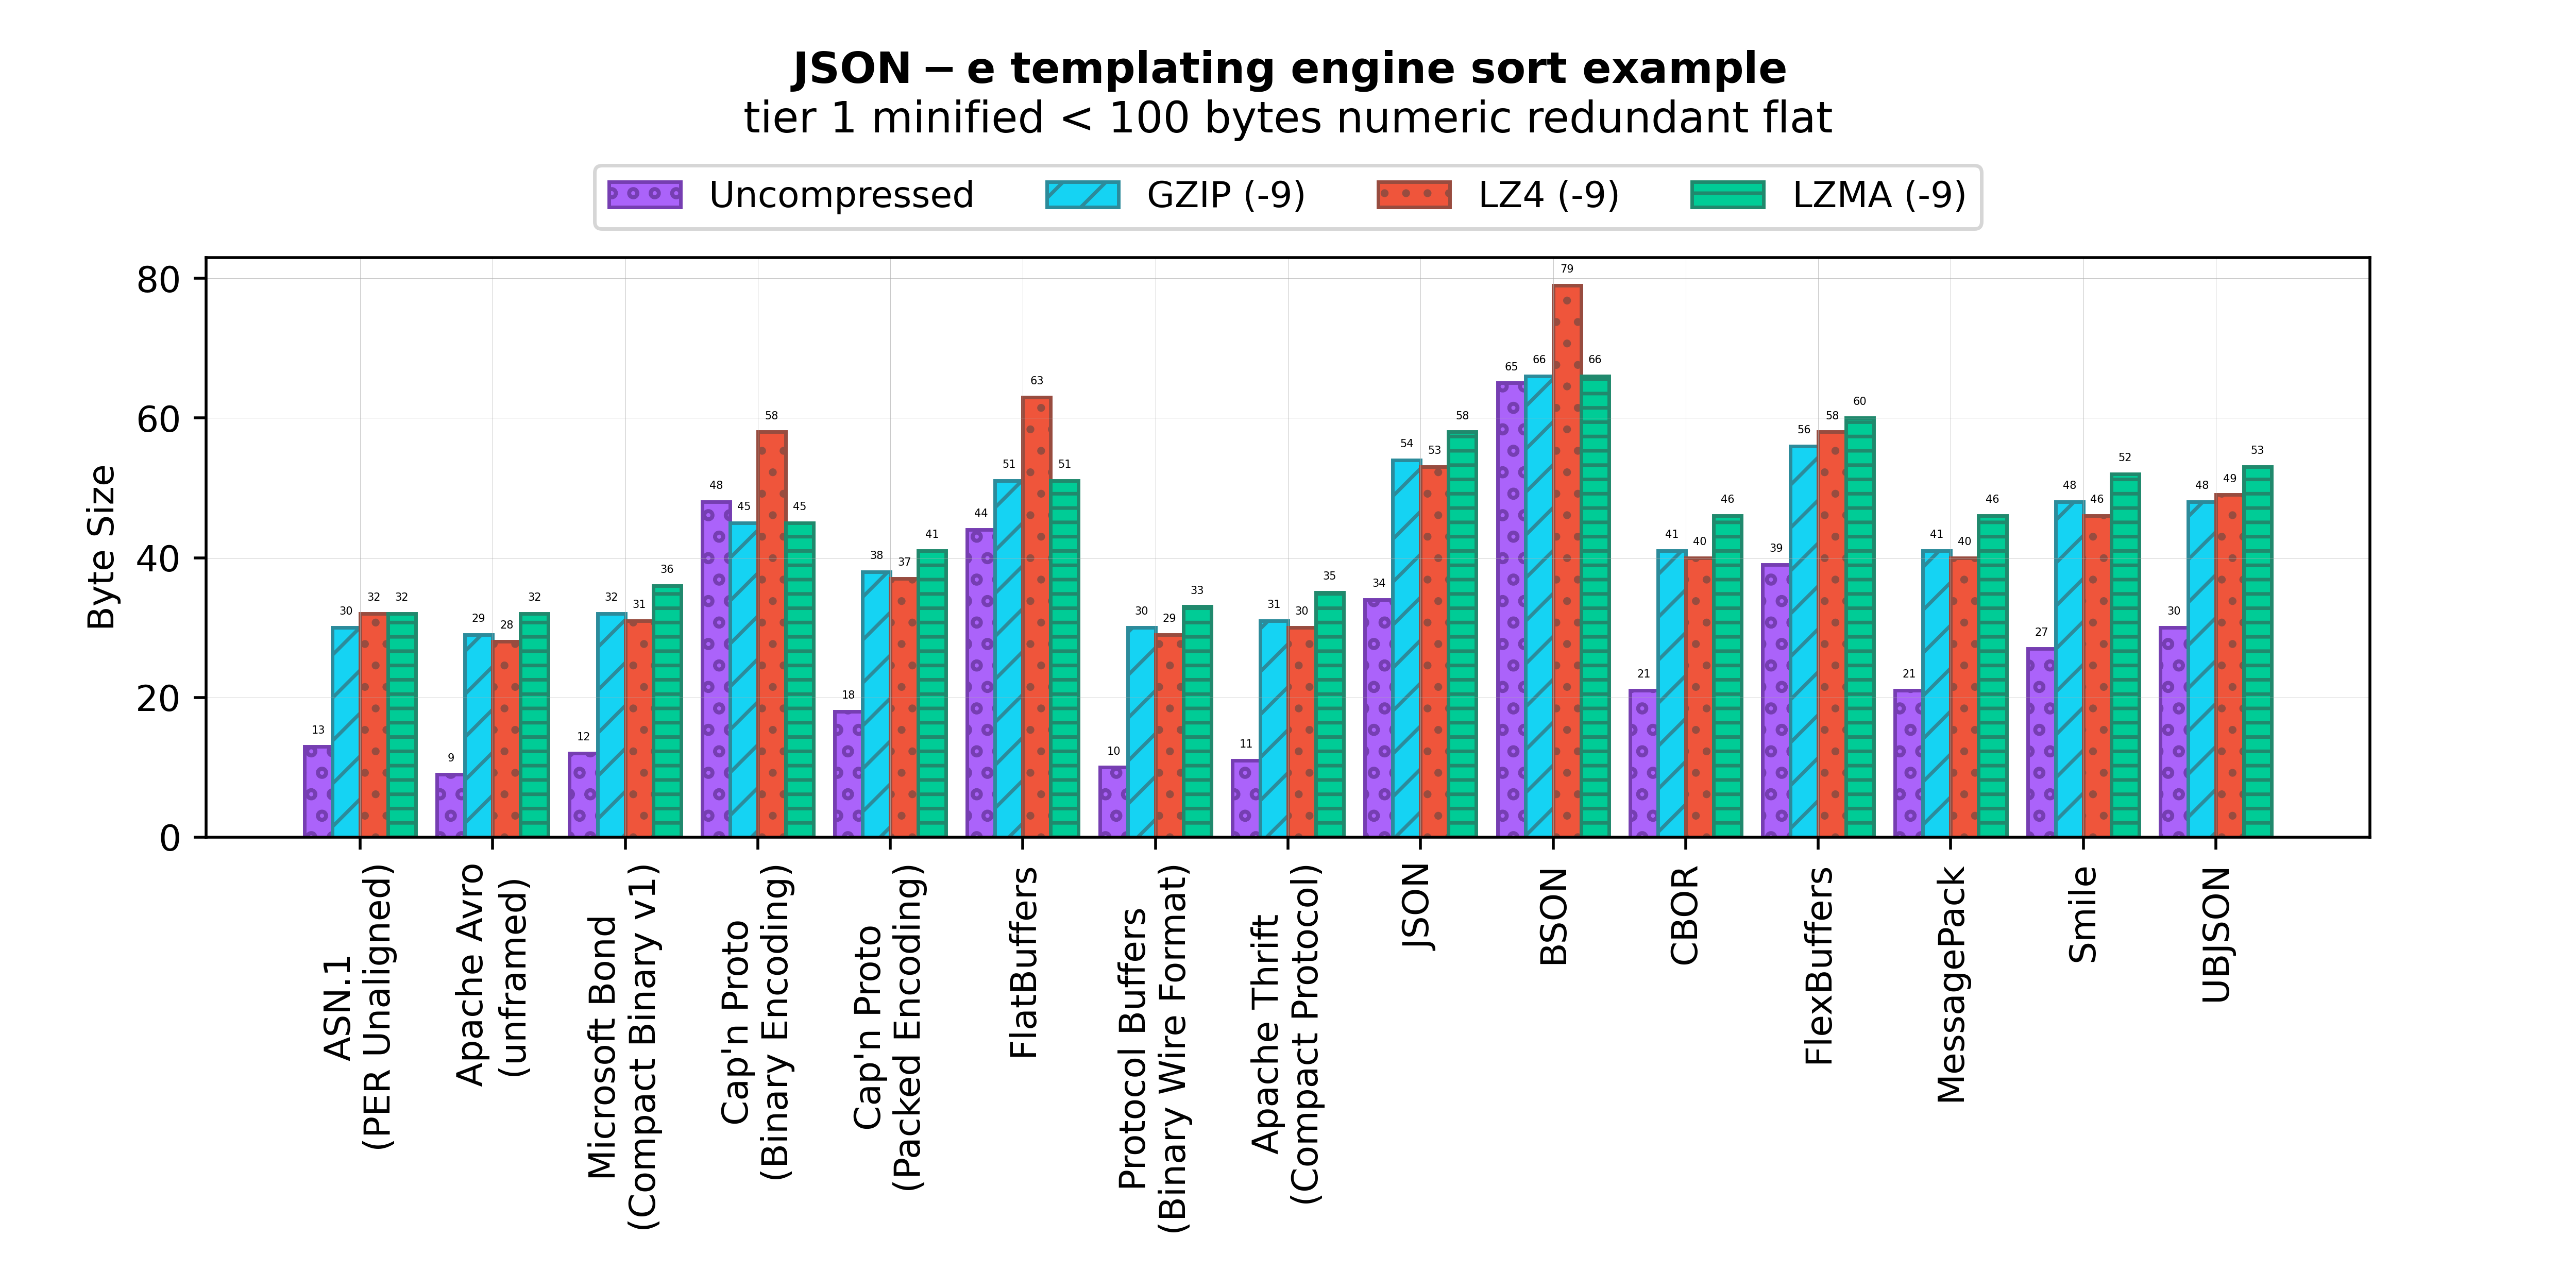 JSON − e templating engine sort example
tier 1 minified < 100 bytes numeric redundant flat
Uncompressed
GZIP (-9)
LZ4 (-9)
LZMA (-9)
Byte Size
80
60
40
20
0
13
30
32
32
9
29
28
32
12
32
31
36
48
45
58
45
18
38
37
41
44
51
63
51
10
30
29
33
11
31
30
35
34
54
53
58
65
66
79
66
21
41
40
46
39
56
58
60
21
41
40
46
27
48
46
52
30
48
49
53
ASN.1
(PER Unaligned)
Apache Avro
(unframed)
Microsoft Bond
(Compact Binary v1)
Cap'n Proto
(Binary Encoding)
Cap'n Proto
(Packed Encoding)
FlatBuffers
Protocol Buffers
(Binary Wire Format)
Apache Thrift
(Compact Protocol)
JSON
BSON
CBOR
FlexBuffers
MessagePack
Smile
UBJSON